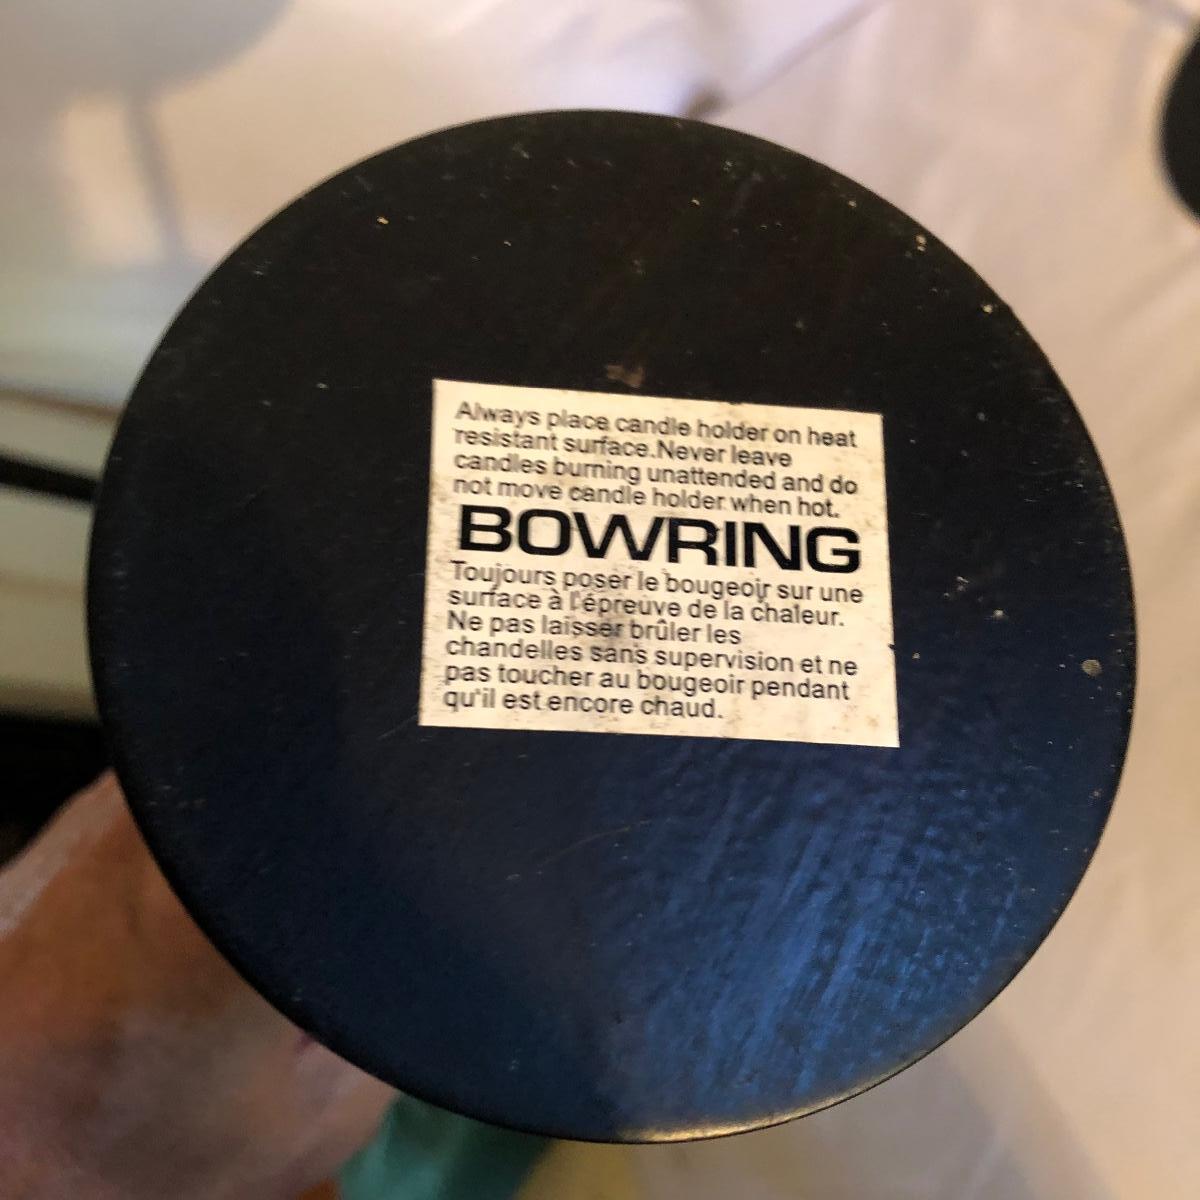 Always place candle holder on heat
resistant surface.Never leave
candles burning unattended and do
not move candle holder when hot.
BOWRING
Toujours poser le bougeoir sur une
surface à l'épreuve de la chaleur.
Ne pas laisser brûler les
chandelles sans supervision et ne
pas toucher au bougeoir pendant
qu'il est encore chaud.